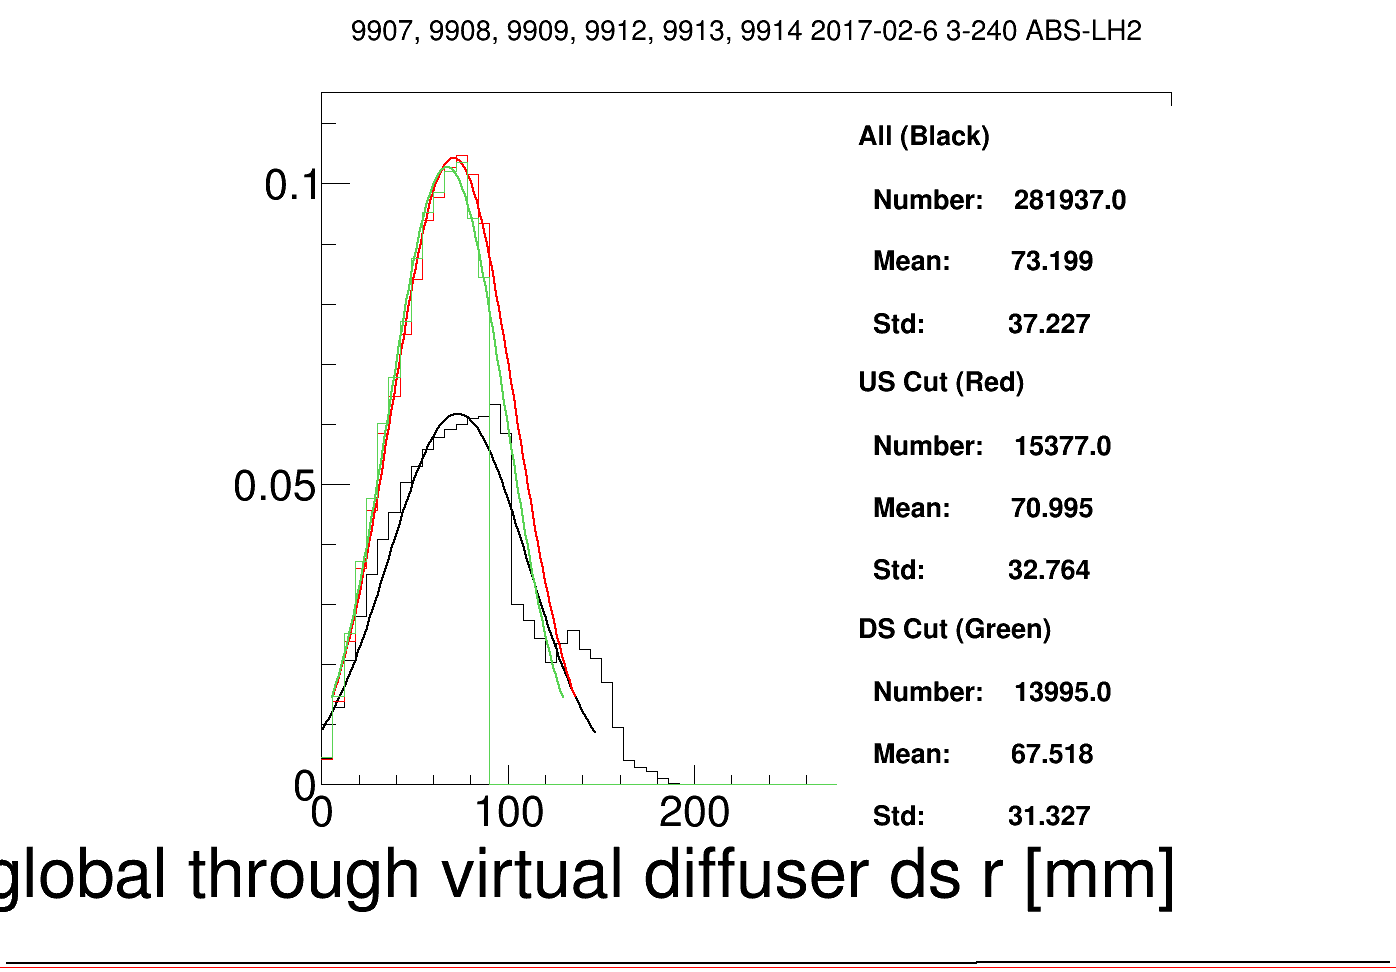 9907, 9908, 9909, 9912, 9913, 9914 2017-02-6 3-240 ABS-LH2
All (Black)
Number: 281937.0
Mean: 73.199
Std: 37.227
US Cut (Red)
Number: 15377.0
Mean: 70.995
Std: 32.764
DS Cut (Green)
Number: 13995.0
Mean: 67.518
Std: 31.327
0.1
0.05
0
0 100 200
global through virtual diffuser ds r [mm]